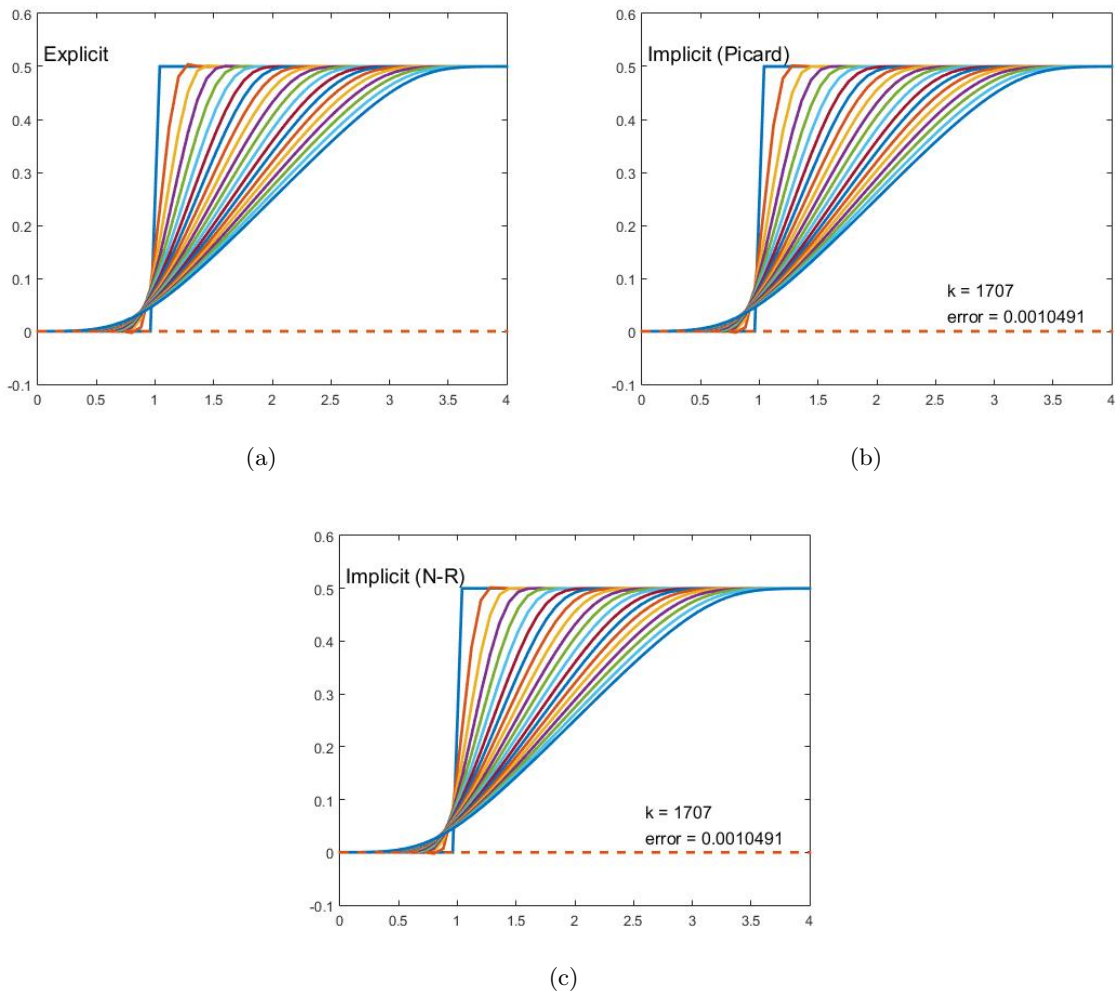 0.6
Explicit
0.5
0.4
0.3
0.2
0.1
0
-0.1
0 0.5 1 1.5 2 2.5 3 3.5 4
(a)
0.6
Implicit (Picard)
0.5
0.4
0.3
0.2
0.1
k = 1707
error = 0.0010491
0
-0.1
0 0.5 1 1.5 2 2.5 3 3.5 4
(b)
0.6
Implicit (N-R)
0.5
0.4
0.3
0.2
0.1
k = 1707
error = 0.0010491
0
-0.1
0 0.5 1 1.5 2 2.5 3 3.5 4
(c)